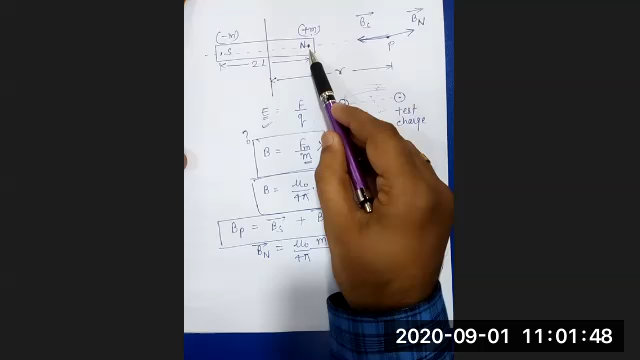 (-m) (+m) B_S B_N
S N P
2L
r
E = F/q
test
charge
B = F_m/m
B = μ₀/4π
B_P = B_S + B
B_N = μ₀/4π m
2020-09-01 11:01:48